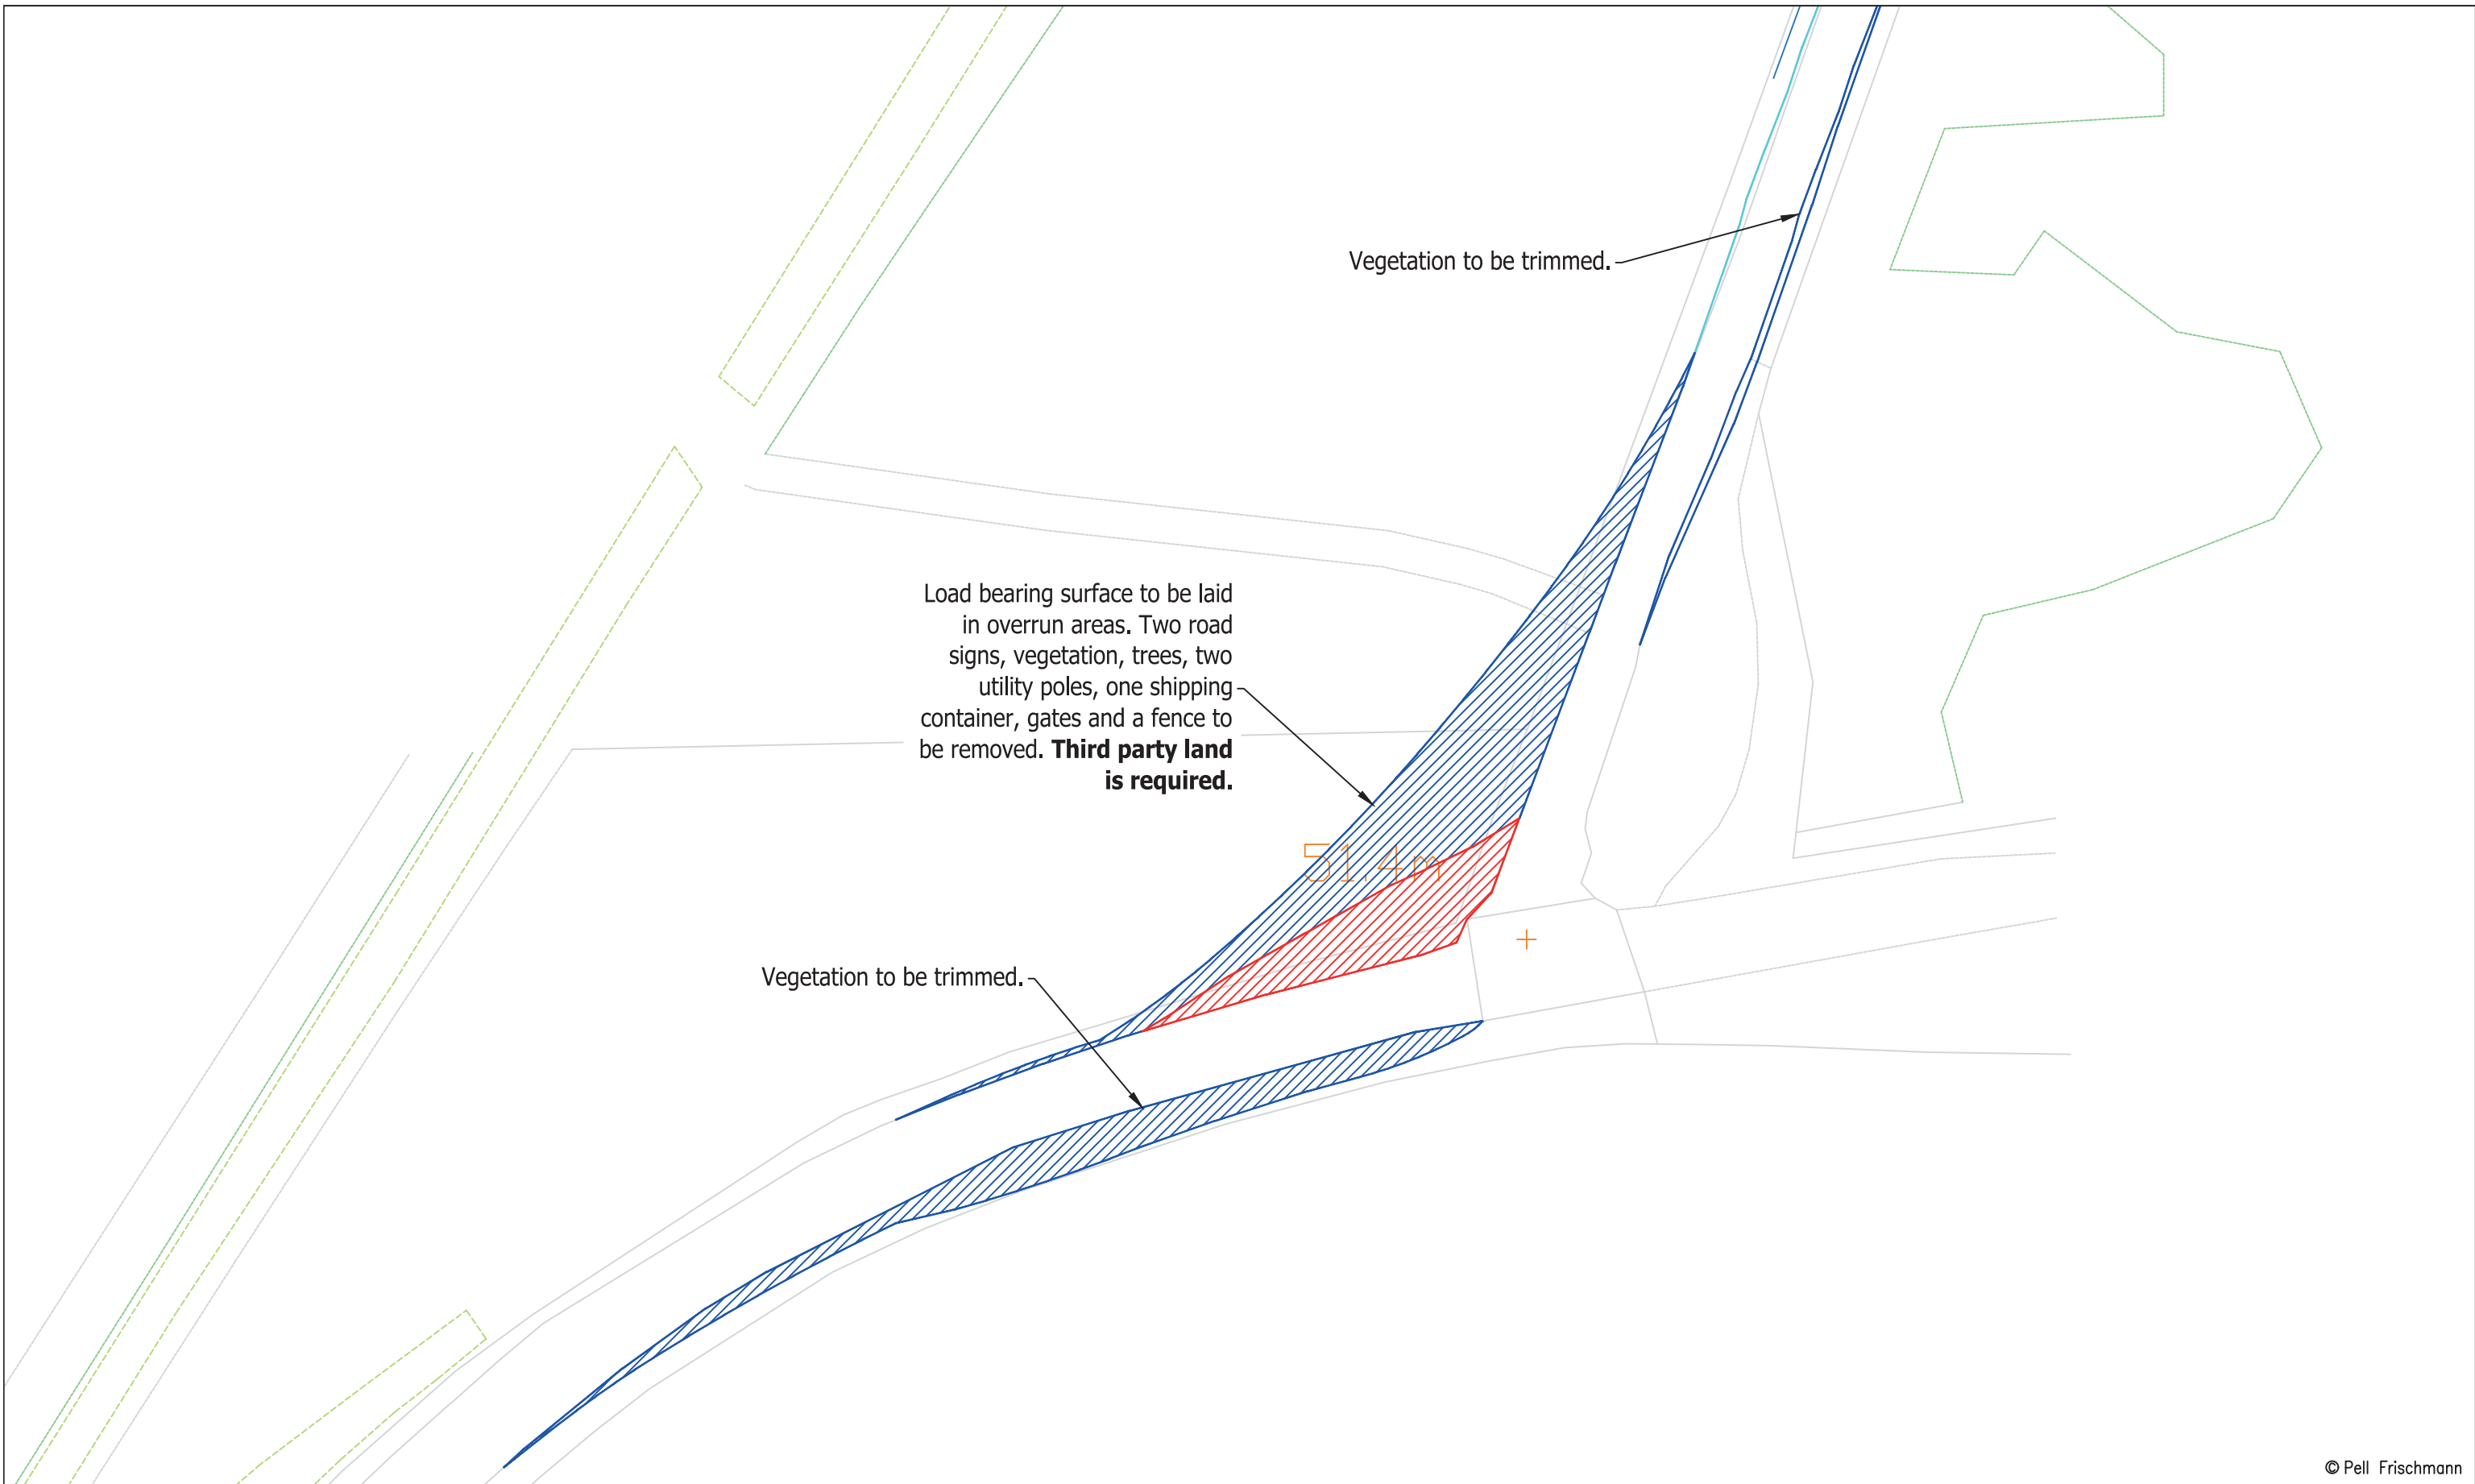 Vegetation to be trimmed.
Load bearing surface to be laid
in overrun areas. Two road
signs, vegetation, trees, two
utility poles, one shipping
container, gates and a fence to
be removed. Third party land
is required.
51.4m
Vegetation to be trimmed.
© Pell Frischmann